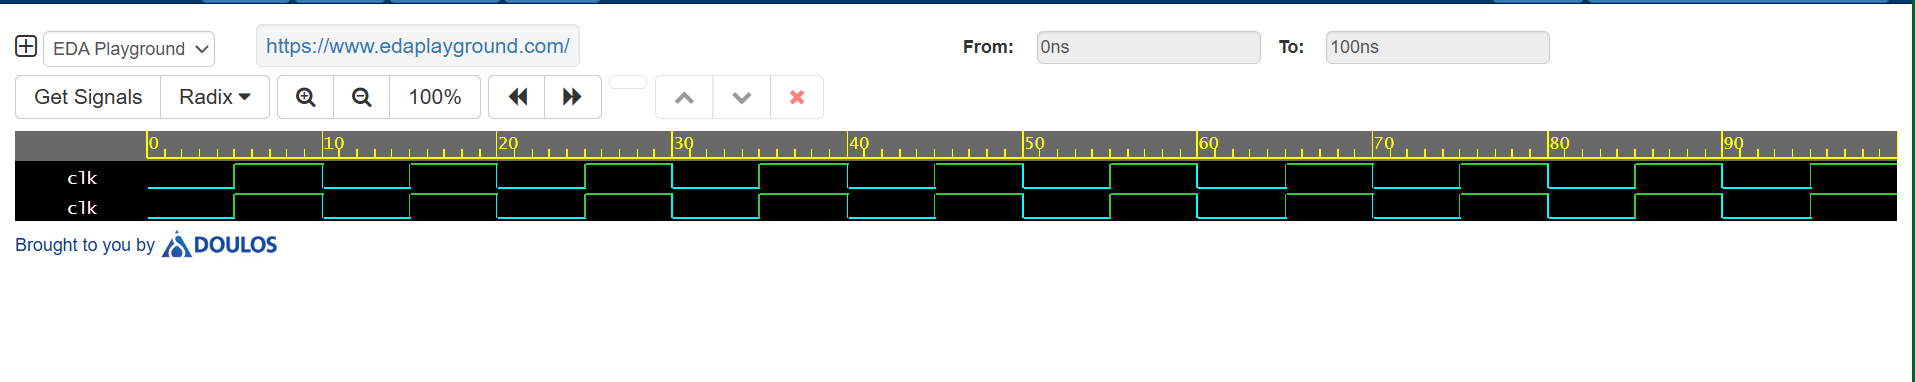 EDA Playground https://www.edaplayground.com/ From: 0ns To: 100ns
Get Signals Radix 100%
0 10 20 30 40 50 60 70 80 90
clk
clk
Brought to you by DOULOS